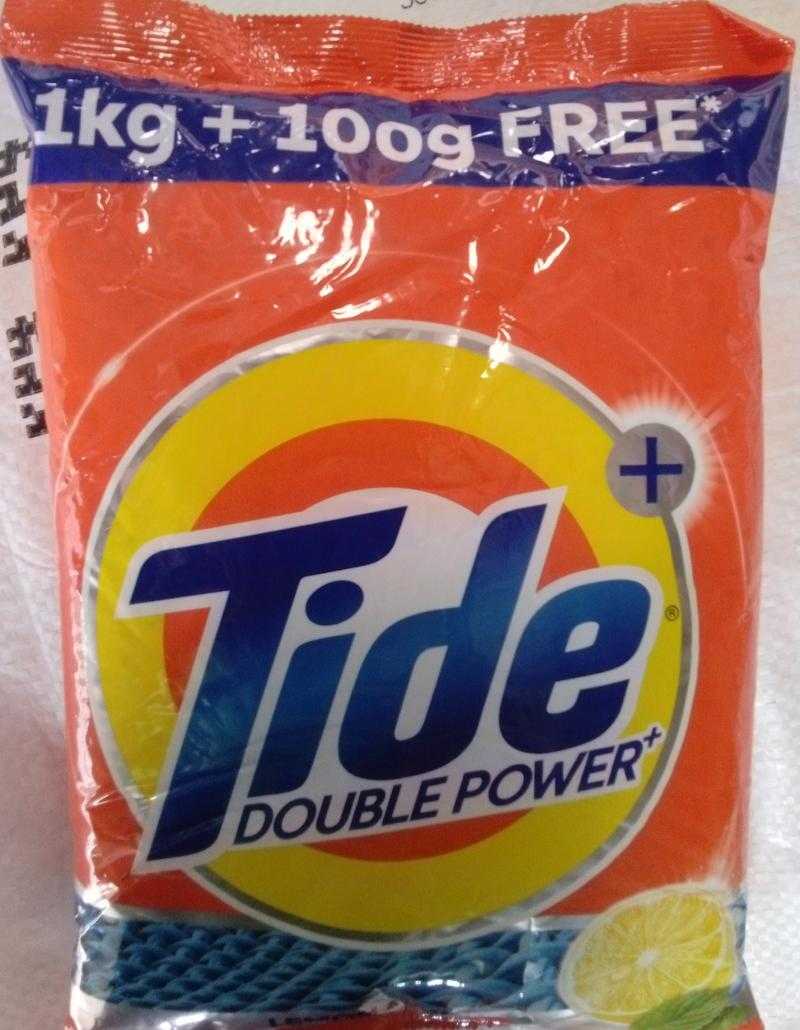 1kg + 100g FREE*
+
Tide®
DOUBLE POWER+